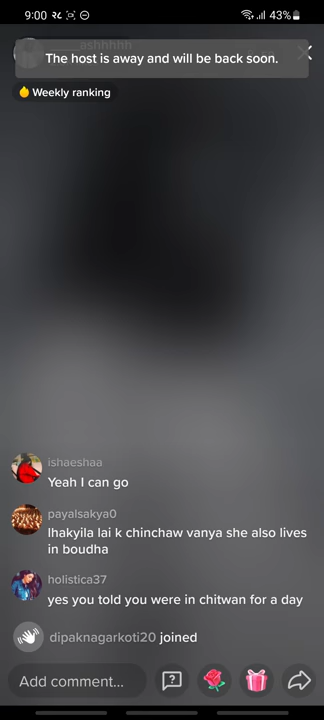 9:00 २८
43%
ashhhhh
The host is away and will be back soon.
Weekly ranking
ishaeshaa
Yeah I can go
payalsakya0
lhakyila lai k chinchaw vanya she also lives
in boudha
holistica37
yes you told you were in chitwan for a day
dipaknagarkoti20 joined
Add comment...